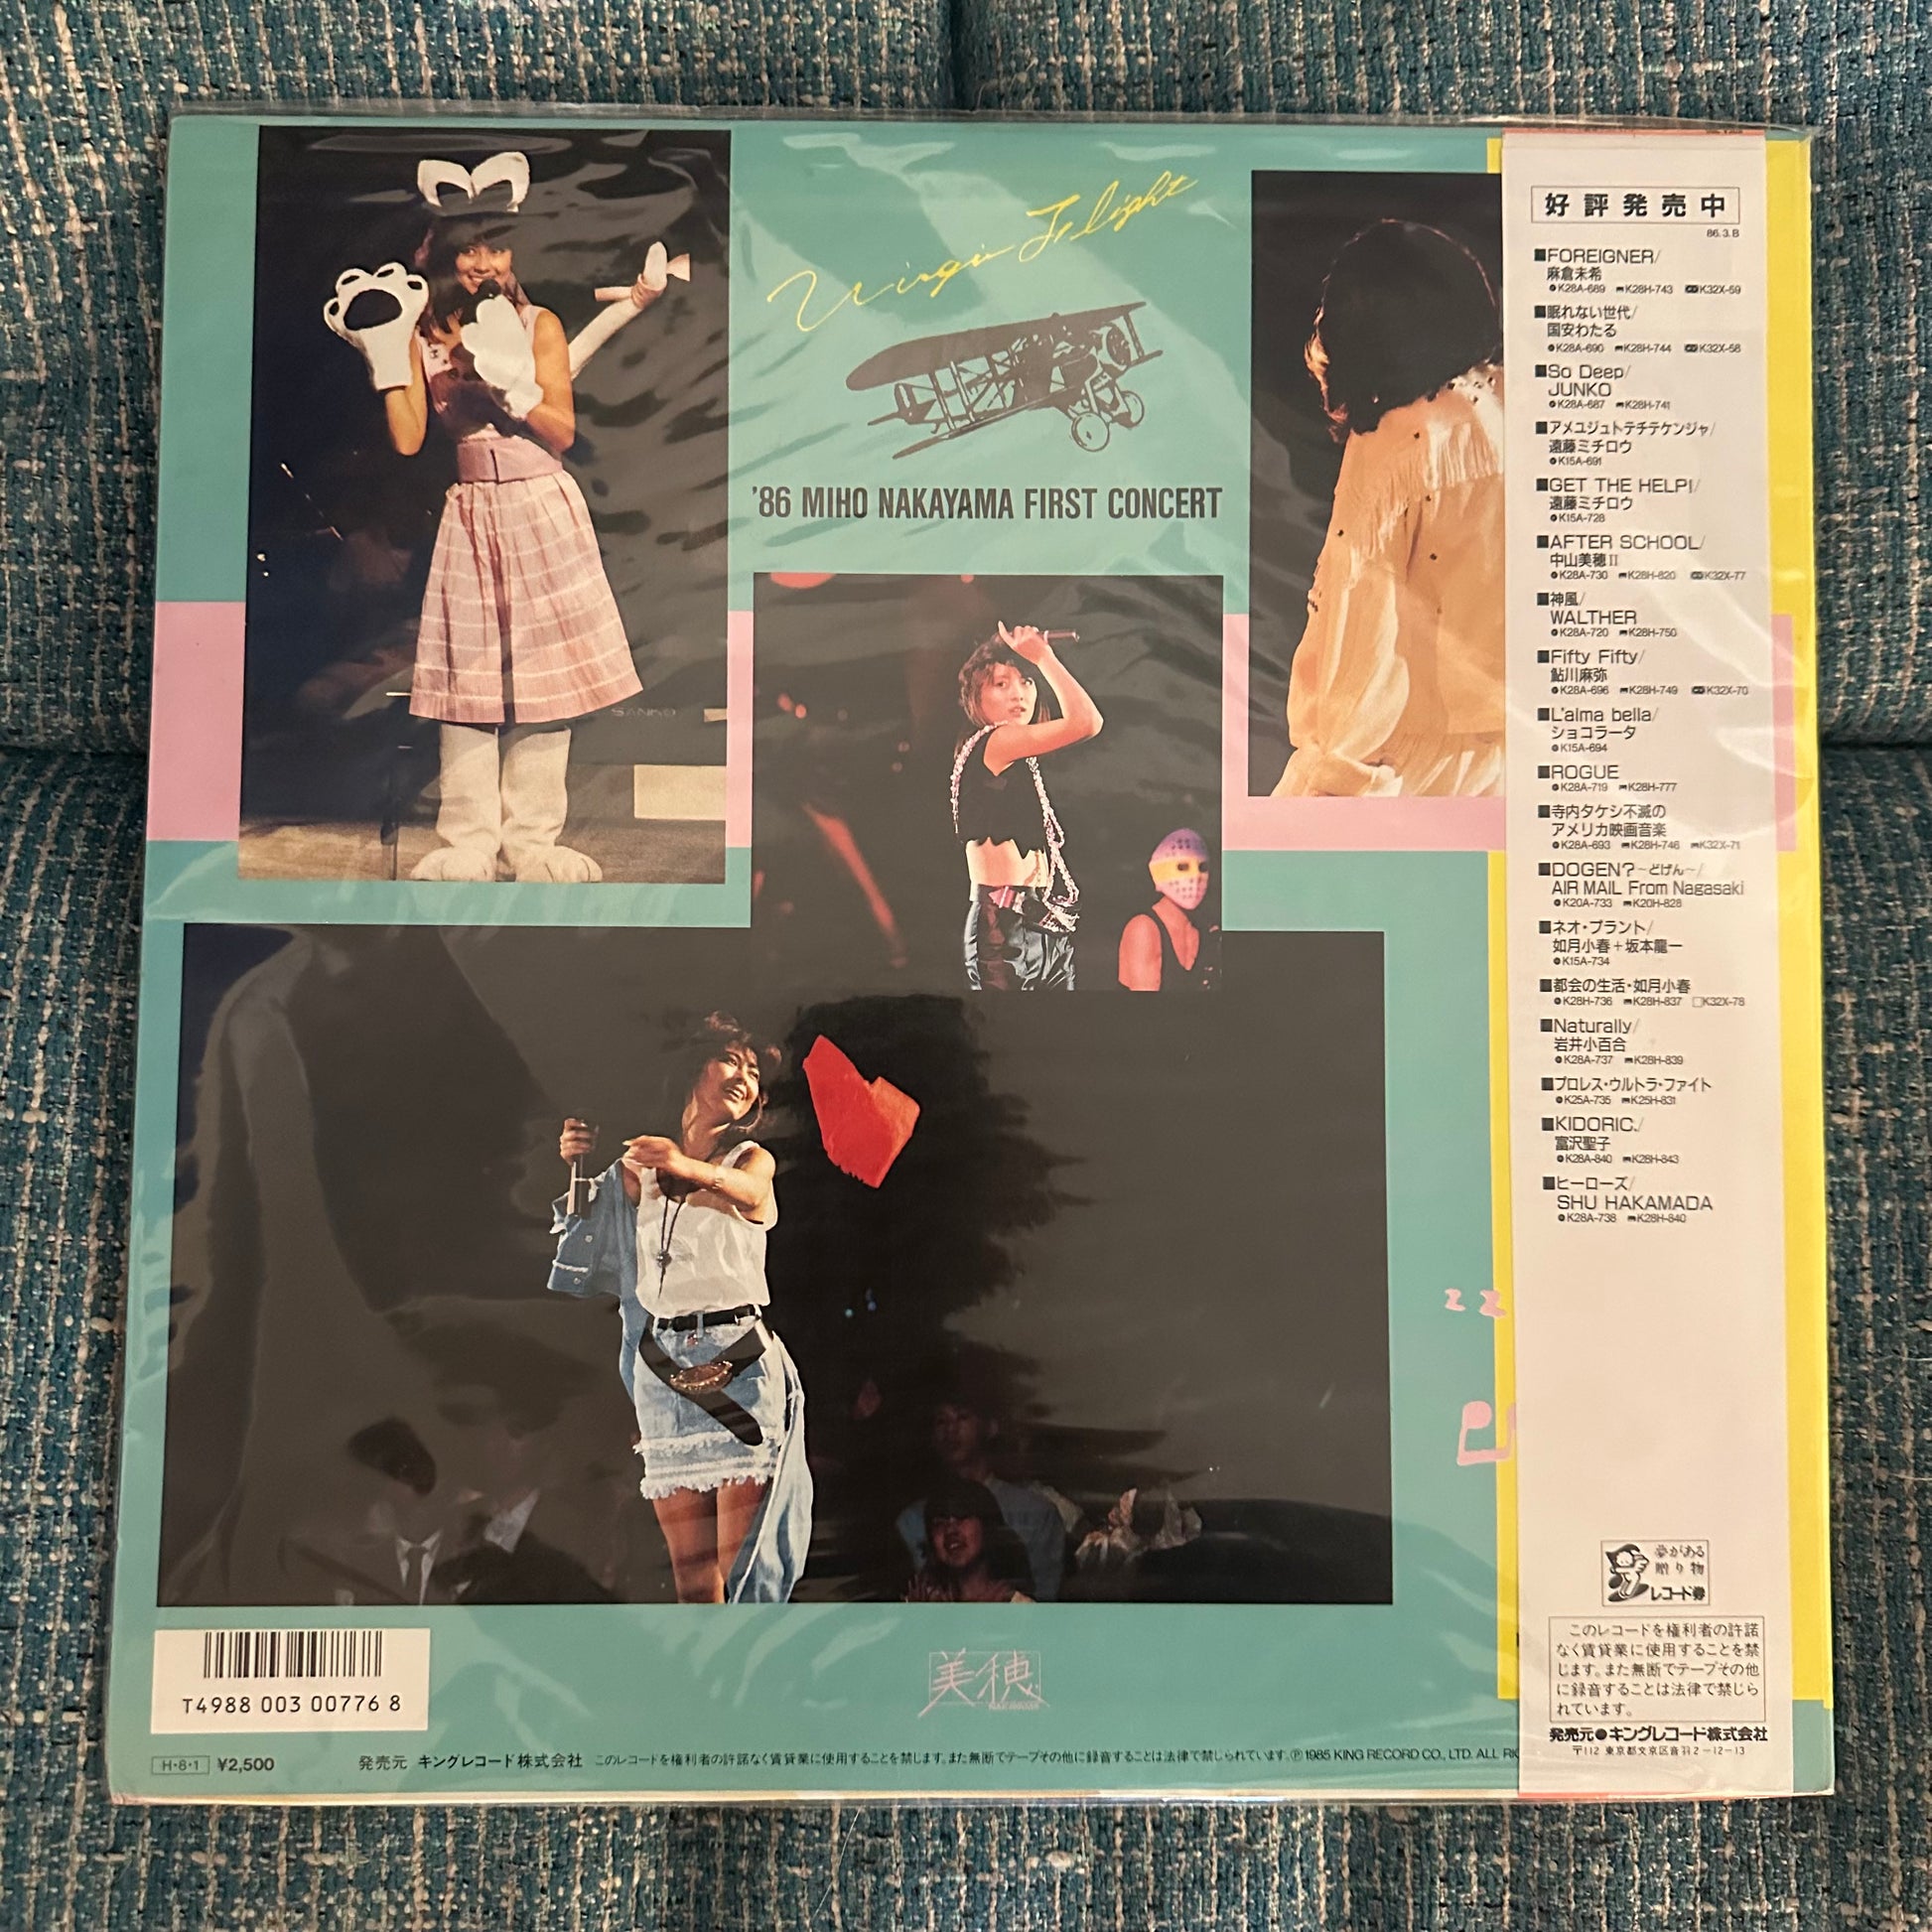 Virgin Flight
'86 MIHO NAKAYAMA FIRST CONCERT
SANKO
美穂
T4988 003 00776 8
H・8・1 ¥2,500
発売元 キングレコード株式会社 このレコードを権利者の許諾なく賃貸業に使用することを禁じます。また無断でテープその他に録音することは法律で禁じられています。Ⓟ1985 KING RECORD CO., LTD. ALL
好評発売中
86.3.B
■FOREIGNER/
麻倉未希
K28A-689 K28H-743 K32X-59
■眠れない世代/
国安わたる
K28A-690 K28H-744 K32X-58
■So Deep/
JUNKO
K28A-687 K28H-741
■アメユジュトテチテケンジャ/
遠藤ミチロウ
K15A-691
■GET THE HELP!/
遠藤ミチロウ
K15A-728
■AFTER SCHOOL/
中山美穂II
K28A-730 K28H-820 K32X-77
■神風/
WALTHER
K28A-720 K28H-750
■Fifty Fifty/
鮎川麻弥
K28A-696 K28H-749 K32X-70
■L'alma bella/
ショコラータ
K15A-694
■ROGUE
K28A-719 K28H-777
■寺内タケシ不滅の
アメリカ映画音楽
K28A-693 K28H-746 K32X-71
■DOGEN?〜どげん〜/
AIR MAIL From Nagasaki
K20A-733 K20H-828
■ネオ・プラント/
如月小春+坂本龍一
K15A-734
■都会の生活・如月小春
K28H-736 K28H-837 K32X-78
■Naturally/
岩井小百合
K28A-737 K28H-839
■プロレス・ウルトラ・ファイト
K25A-735 K25H-831
■KIDORIC./
富沢聖子
K28A-840 K28H-843
■ヒーローズ/
SHU HAKAMADA
K28A-738 K28H-840
zz
夢がある
贈り物
レコード券
このレコードを権利者の許諾
なく賃貸業に使用することを禁
じます。また無断でテープその他
に録音することは法律で禁じら
れています。
発売元●キングレコード株式会社
〒112 東京都文京区音羽2-12-13